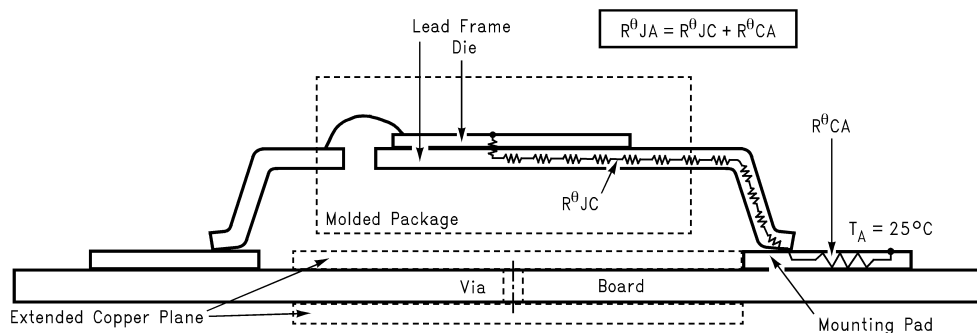 RθJA = RθJC + RθCA
Lead Frame
Die
RθCA
RθJC
Molded Package
TA = 25°C
Via
Board
Extended Copper Plane
Mounting Pad